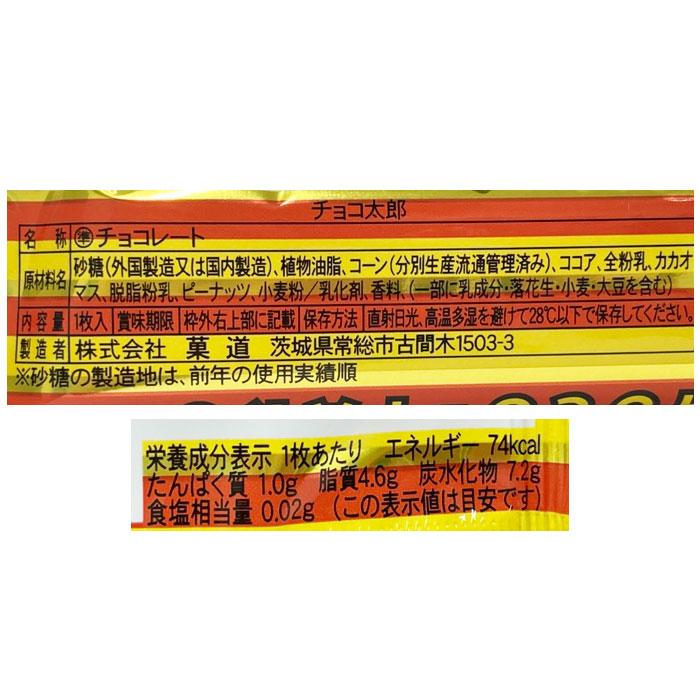 チョコ太郎
名称 ㊣チョコレート
原材料名 砂糖(外国製造又は国内製造)、植物油脂、コーン(分別生産流通管理済み)、ココア、全粉乳、カカオ
マス、脱脂粉乳、ピーナッツ、小麦粉/乳化剤、香料、(一部に乳成分・落花生・小麦・大豆を含む)
内容量 1枚入 賞味期限 枠外右上部に記載 保存方法 直射日光、高温多湿を避けて28℃以下で保存してください。
製造者 株式会社 菓道 茨城県常総市古間木1503-3
※砂糖の製造地は、前年の使用実績順
栄養成分表示 1枚あたり エネルギー 74kcal
たんぱく質 1.0g 脂質4.6g 炭水化物 7.2g
食塩相当量 0.02g (この表示値は目安です)